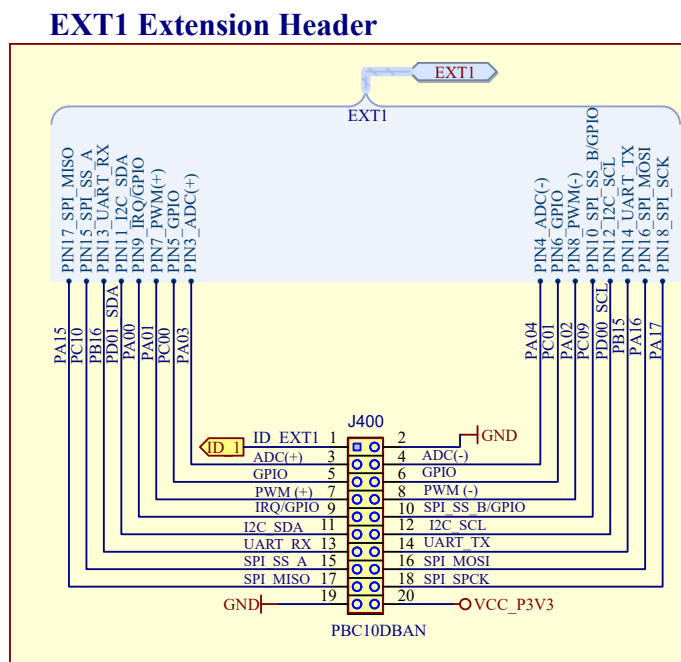 EXT1 Extension Header
EXT1
EXT1
PIN17_SPI_MISO
PIN15_SPI_SS_A
PIN13_UART_RX
PIN11_I2C_SDA
PIN9_IRQ/GPIO
PIN7_PWM(+)
PIN5_GPIO
PIN3_ADC(+)
PIN4_ADC(-)
PIN6_GPIO
PIN8_PWM(-)
PIN10_SPI_SS_B/GPIO
PIN12_I2C_SCL
PIN14_UART_TX
PIN16_SPI_MOSI
PIN18_SPI_SCK
PA15
PC10
PB16
PD01_SDA
PA00
PA01
PC00
PA03
PA04
PC01
PA02
PC09
PD00_SCL
PB15
PA16
PA17
J400
ID_1 ID_EXT1 1 2 GND
ADC(+) 3 4 ADC(-)
GPIO 5 6 GPIO
PWM (+) 7 8 PWM (-)
IRQ/GPIO 9 10 SPI_SS_B/GPIO
I2C_SDA 11 12 I2C_SCL
UART_RX 13 14 UART_TX
SPI_SS_A 15 16 SPI_MOSI
SPI_MISO 17 18 SPI_SPCK
GND 19 20 VCC_P3V3
PBC10DBAN